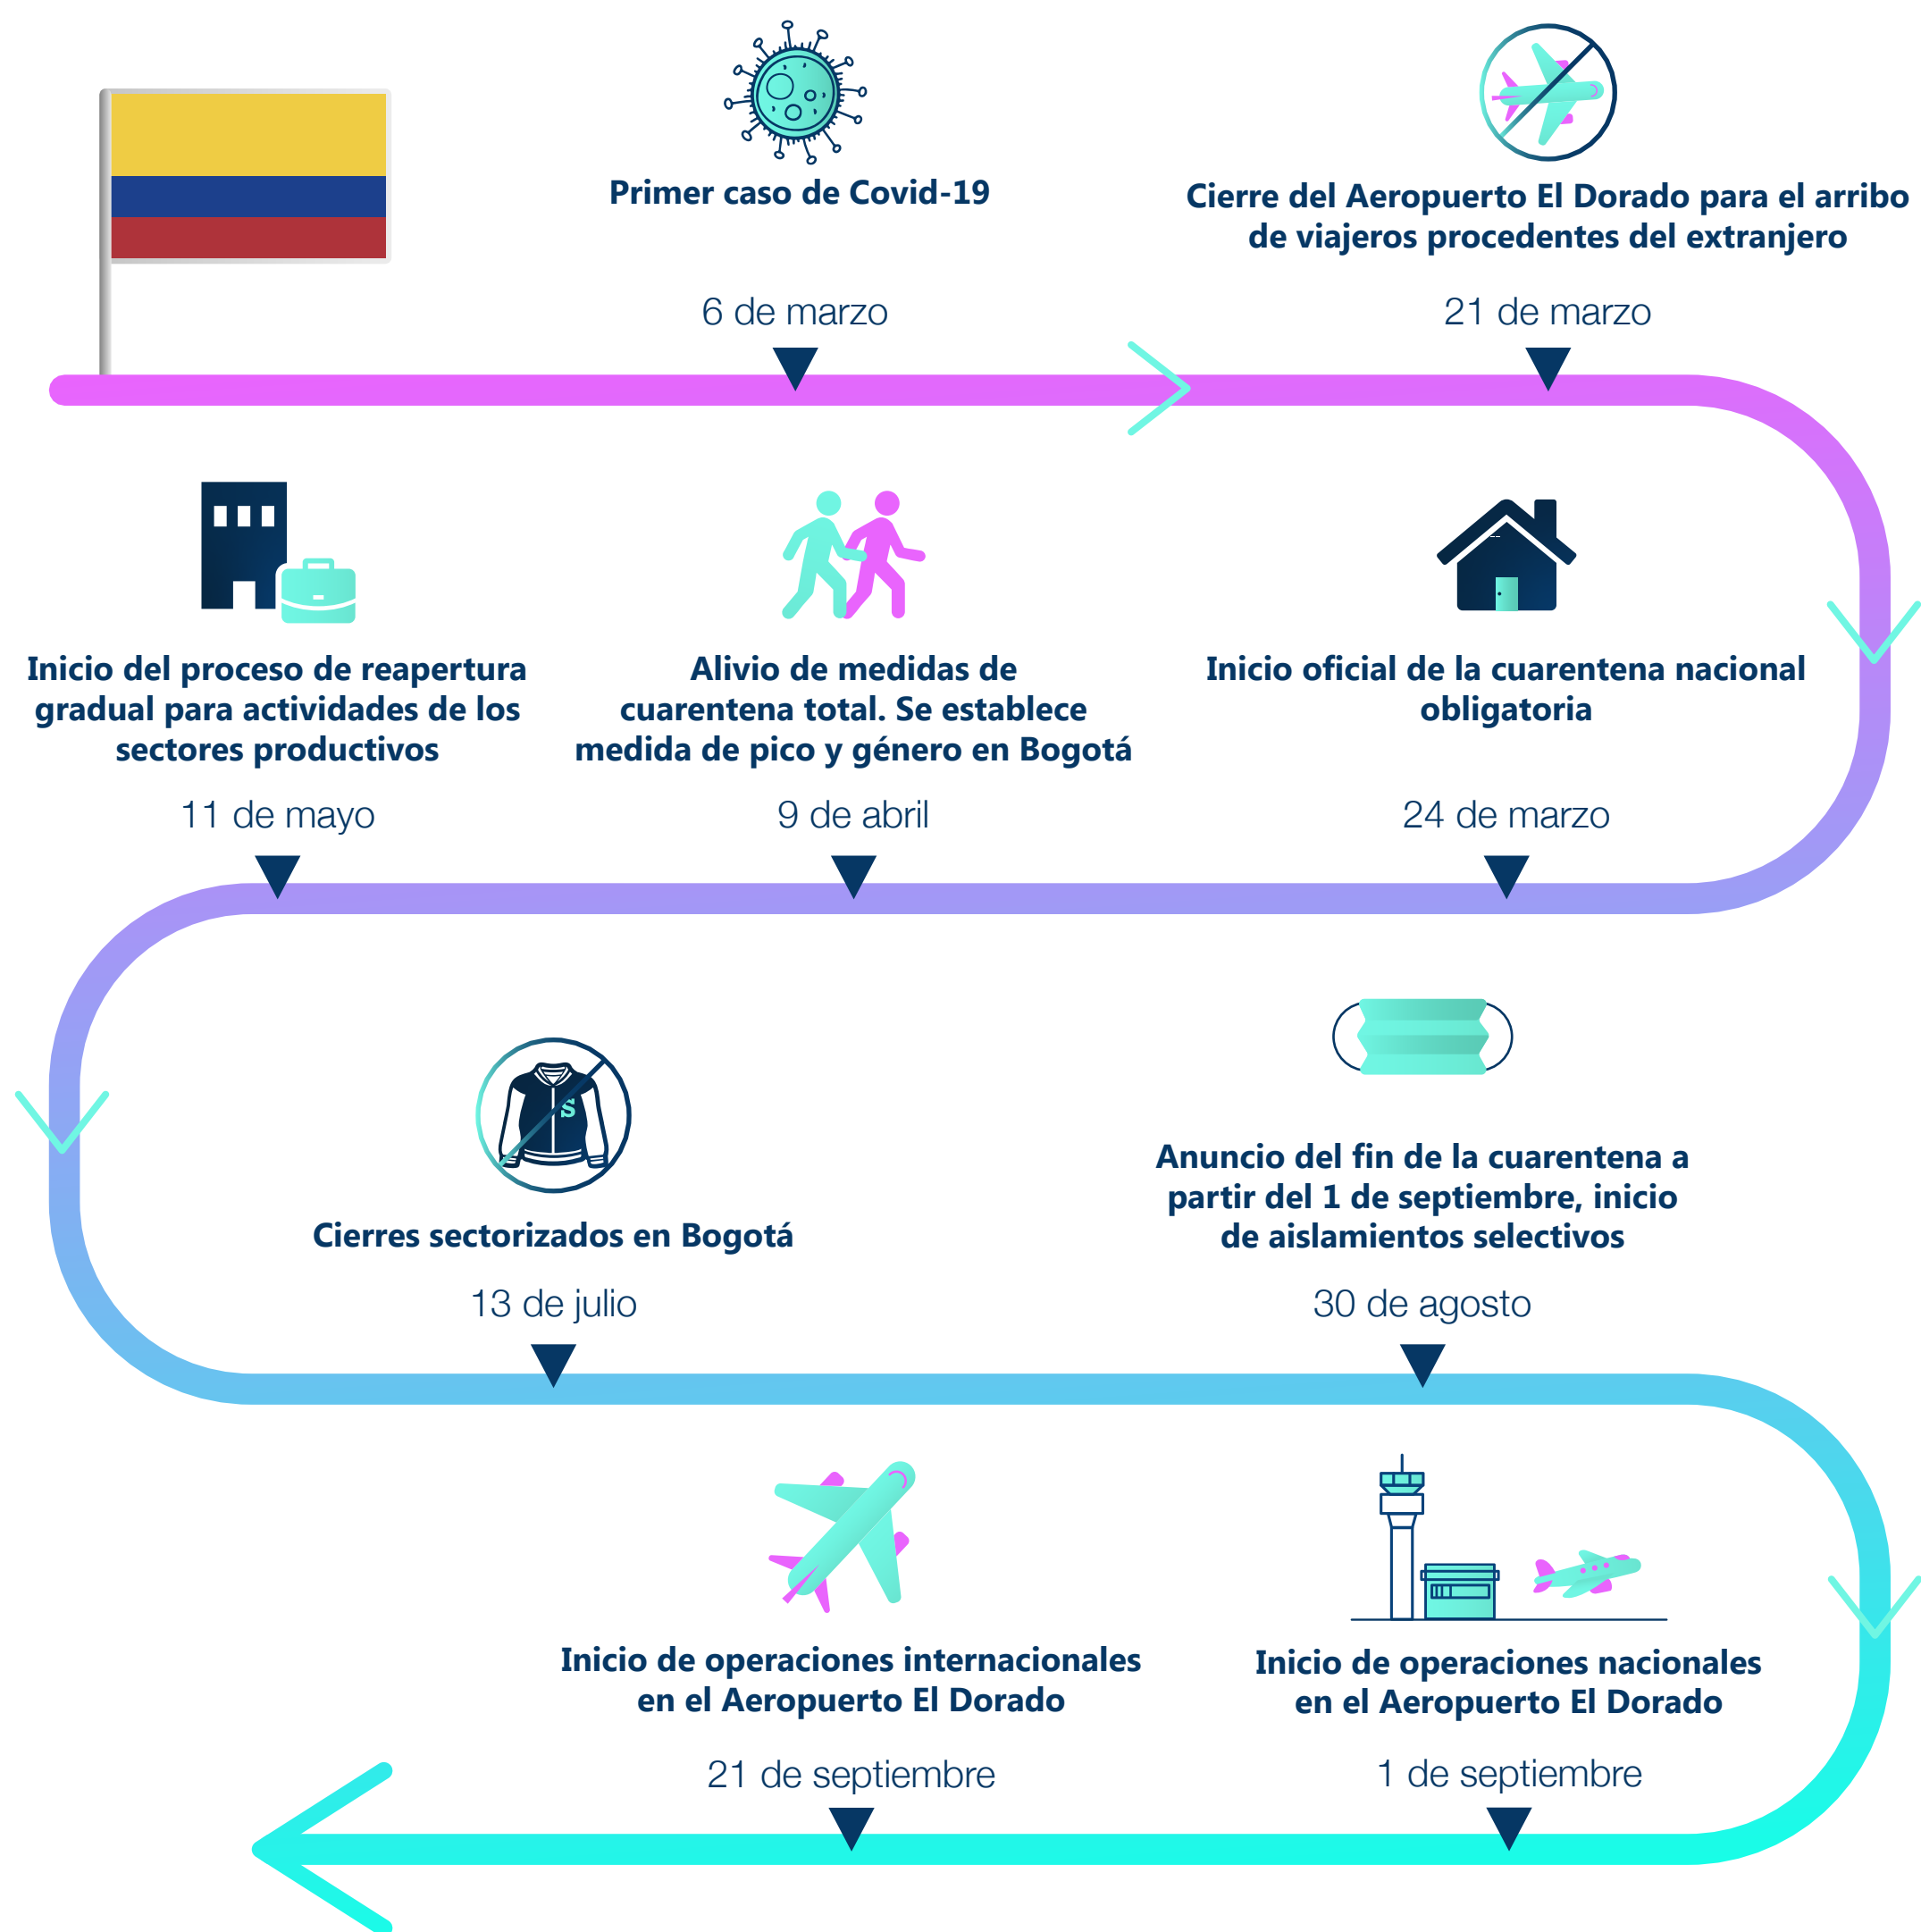 Primer caso de Covid-19
6 de marzo
Cierre del Aeropuerto El Dorado para el arribo
de viajeros procedentes del extranjero
21 de marzo
Inicio oficial de la cuarentena nacional
obligatoria
24 de marzo
Alivio de medidas de
cuarentena total. Se establece
medida de pico y género en Bogotá
9 de abril
Inicio del proceso de reapertura
gradual para actividades de los
sectores productivos
11 de mayo
S
Cierres sectorizados en Bogotá
13 de julio
Anuncio del fin de la cuarentena a
partir del 1 de septiembre, inicio
de aislamientos selectivos
30 de agosto
Inicio de operaciones nacionales
en el Aeropuerto El Dorado
1 de septiembre
Inicio de operaciones internacionales
en el Aeropuerto El Dorado
21 de septiembre